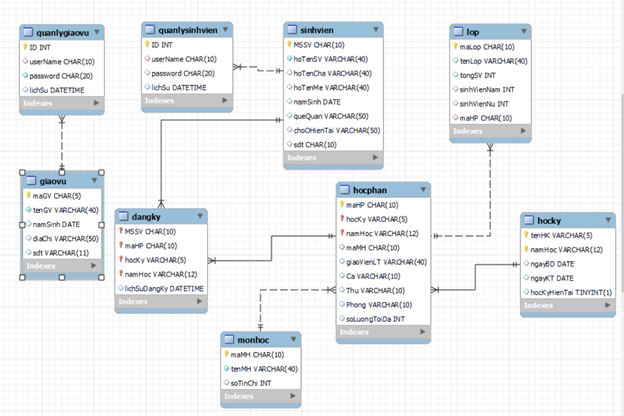 quanlygiaovu
ID INT
userName CHAR(10)
password CHAR(20)
lichSu DATETIME
Indexes
quanlysinhvien
ID INT
userName CHAR(10)
password CHAR(20)
lichSu DATETIME
Indexes
sinhvien
MSSV CHAR(10)
hoTenSV VARCHAR(40)
hoTenCha VARCHAR(40)
hoTenMe VARCHAR(40)
namSinh DATE
queQuan VARCHAR(50)
choOHienTai VARCHAR(50)
sdt CHAR(10)
Indexes
lop
maLop CHAR(10)
tenLop VARCHAR(40)
tongSV INT
sinhVienNam INT
sinhVienNu INT
maHP CHAR(10)
Indexes
giaovu
maGV CHAR(5)
tenGV VARCHAR(40)
namSinh DATE
diaChi VARCHAR(50)
sdt VARCHAR(11)
Indexes
dangky
MSSV CHAR(10)
maHP CHAR(10)
hocKy VARCHAR(5)
namHoc VARCHAR(12)
lichSuDangKy DATETIME
Indexes
hocphan
maHP CHAR(10)
hocKy VARCHAR(5)
namHoc VARCHAR(12)
maMH CHAR(10)
giaoVienLT VARCHAR(40)
Ca VARCHAR(10)
Thu VARCHAR(10)
Phong VARCHAR(10)
soLuongToiDa INT
Indexes
hocky
tenHK VARCHAR(5)
namHoc VARCHAR(12)
ngayBD DATE
ngayKT DATE
hocKyHienTai TINYINT(1)
Indexes
monhoc
maMH CHAR(10)
tenMH VARCHAR(40)
soTinChi INT
Indexes